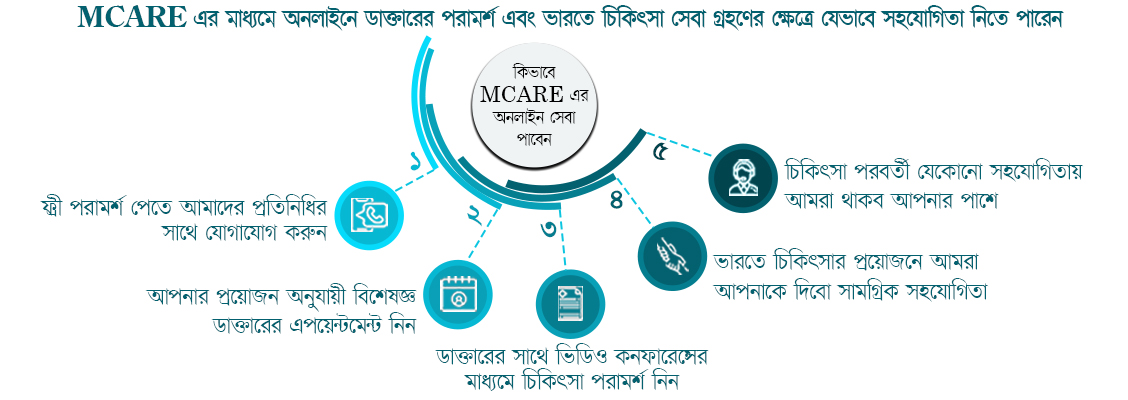 MCARE এর মাধ্যমে অনলাইনে ডাক্তারের পরামর্শ এবং ভারতে চিকিৎসা সেবা গ্রহণের ক্ষেত্রে যেভাবে সহযোগিতা নিতে পারেন
কিভাবে
MCARE এর
অনলাইন সেবা
পাবেন
১
ফ্রী পরামর্শ পেতে আমাদের প্রতিনিধির
সাথে যোগাযোগ করুন
২
আপনার প্রয়োজন অনুযায়ী বিশেষজ্ঞ
ডাক্তারের এপয়েন্টমেন্ট নিন
৩
ডাক্তারের সাথে ভিডিও কনফারেন্সের
মাধ্যমে চিকিৎসা পরামর্শ নিন
৪
ভারতে চিকিৎসার প্রয়োজনে আমরা
আপনাকে দিবো সামগ্রিক সহযোগিতা
৫
চিকিৎসা পরবর্তী যেকোনো সহযোগিতায়
আমরা থাকব আপনার পাশে